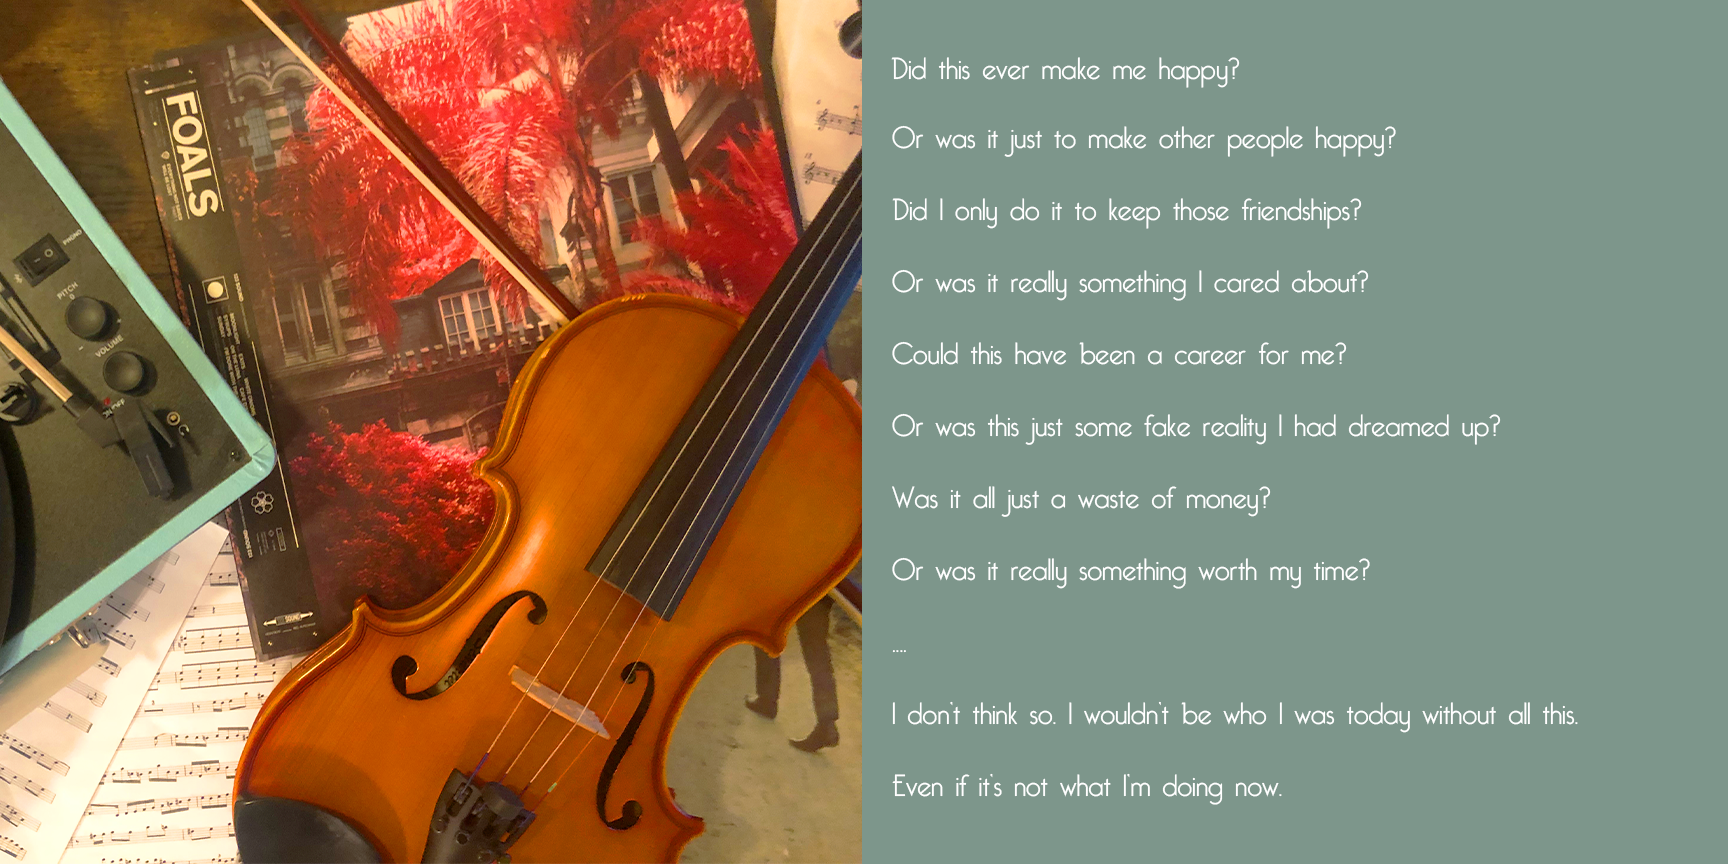 FOALS
PHONO
PITCH
VOLUME
Did this ever make me happy?
Or was it just to make other people happy?
Did I only do it to keep those friendships?
Or was it really something I cared about?
Could this have been a career for me?
Or was this just some fake reality I had dreamed up?
Was it all just a waste of money?
Or was it really something worth my time?
....
I don't think so. I wouldn't be who I was today without all this.
Even if it's not what I'm doing now.